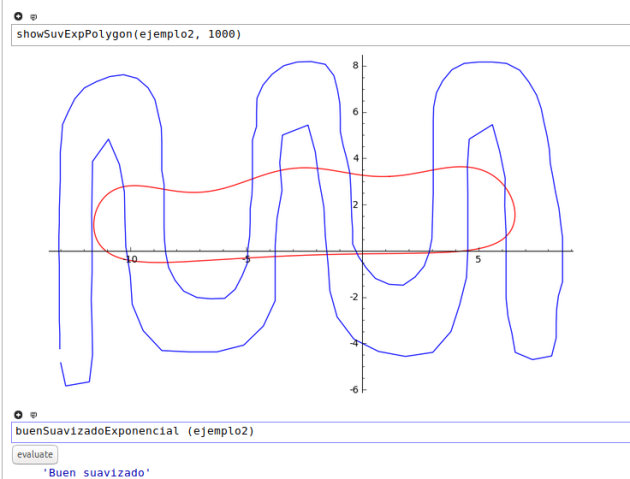 showSuvExpPolygon(ejemplo2, 1000)
8
6
4
2
-10
-5
5
-2
-4
-6
buenSuavizadoExponencial (ejemplo2)
evaluate
'Buen suavizado'